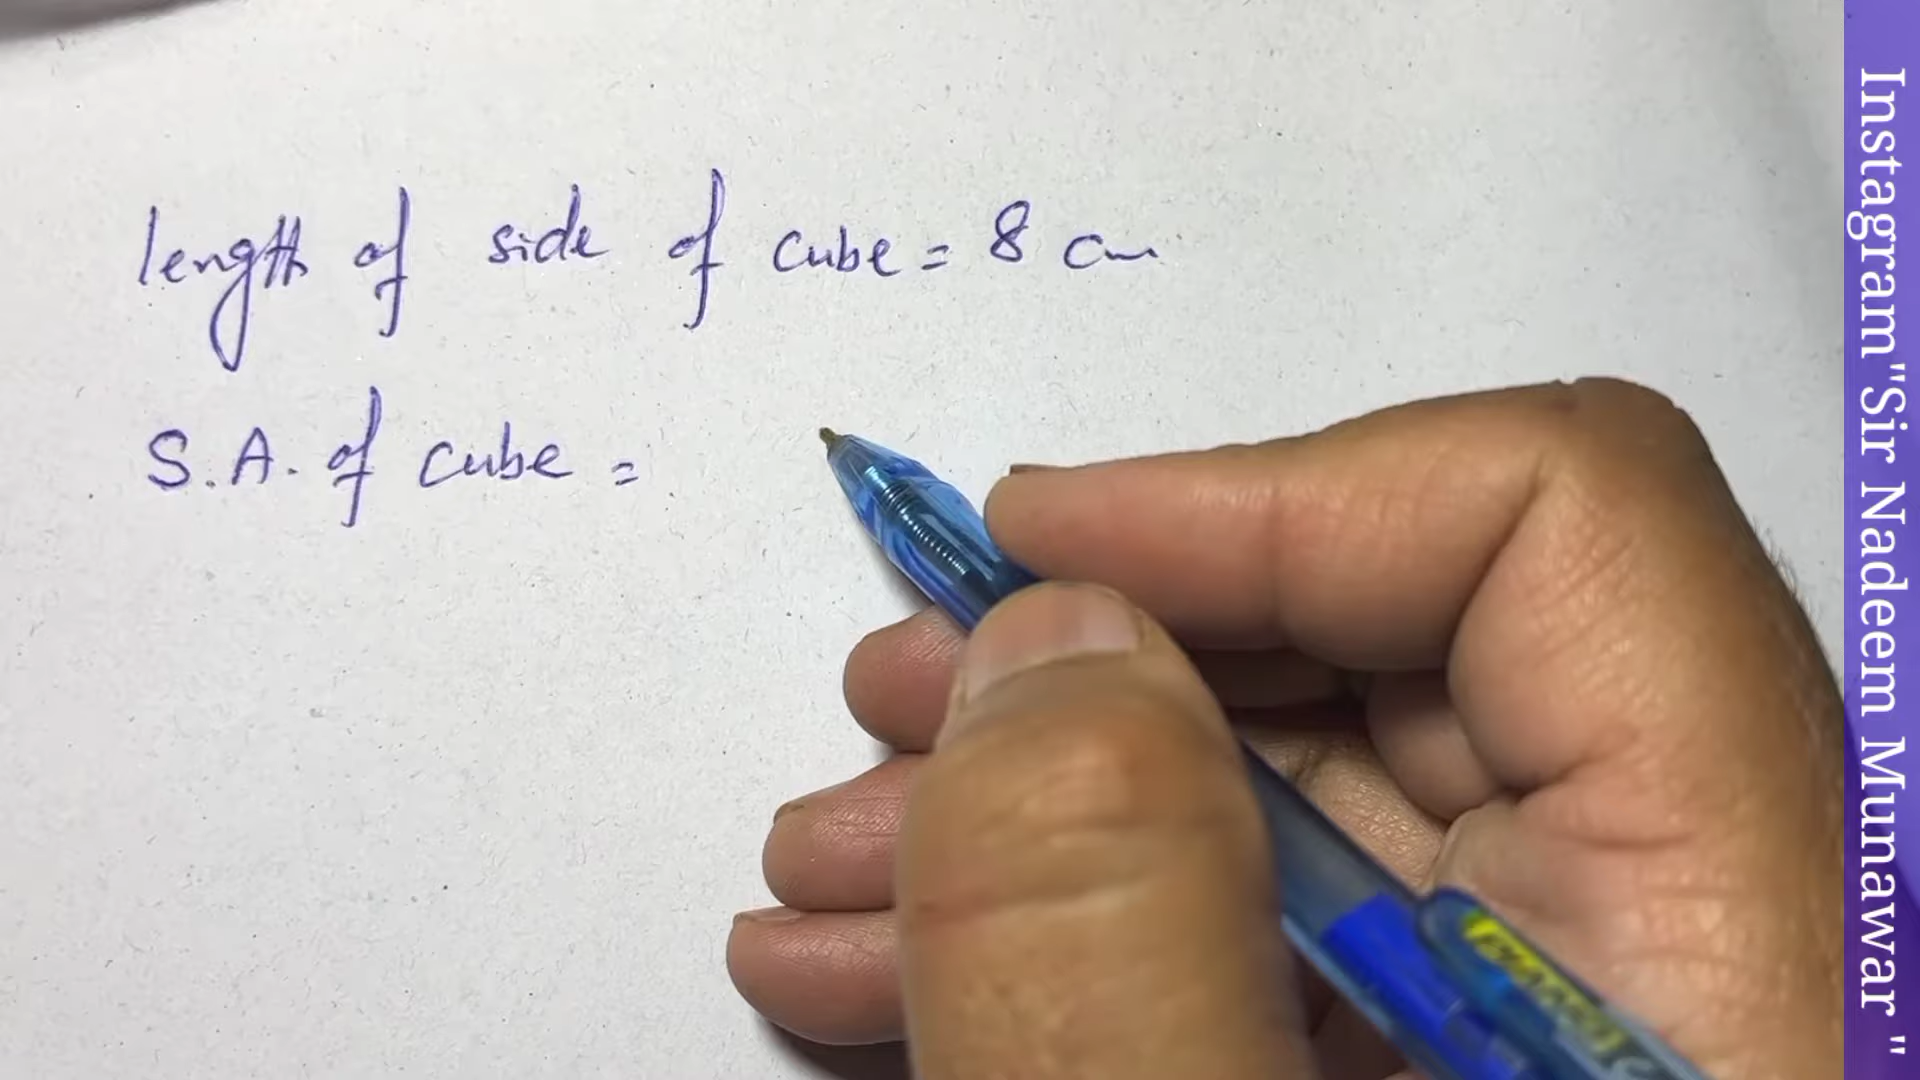 length of side of cube = 8 cm
S.A. of cube =
Instagram"Sir Nadeem Munawar"